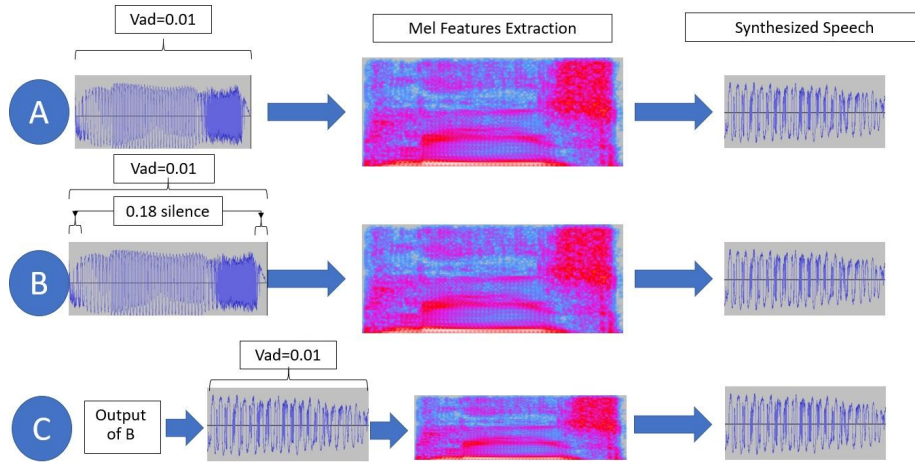 Vad=0.01
Mel Features Extraction
Synthesized Speech
A
Vad=0.01
0.18 silence
B
Vad=0.01
C
Output
of B